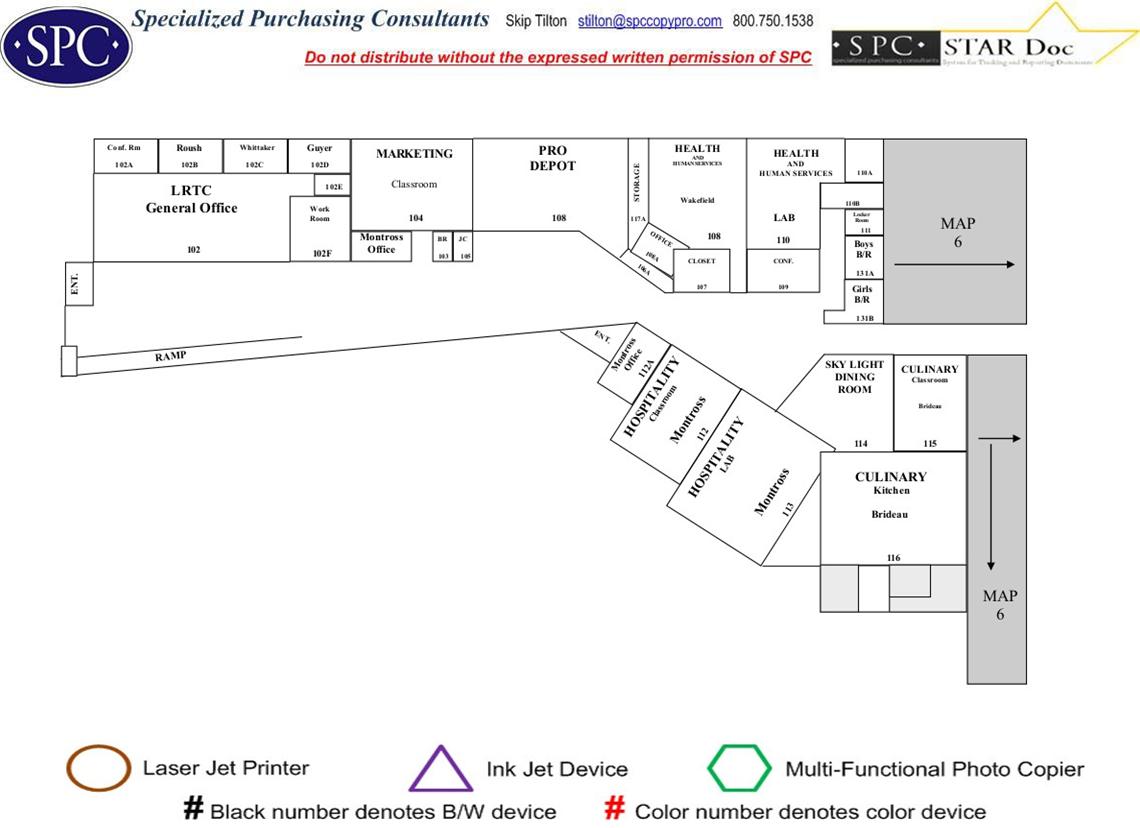 SPC
Specialized Purchasing Consultants Skip Tilton stilton@spccopypro.com 800.750.1538
Do not distribute without the expressed written permission of SPC
SPC
specialized purchasing consultants
STAR Doc
System for Tracking and Reporting Documents
Conf. Rm
102A
Roush
102B
Whittaker
102C
Guyer
102D
102E
LRTC
General Office
102
Work
Room
102F
MARKETING
Classroom
104
Montross
Office
BR
103
JC
105
PRO
DEPOT
108
STORAGE
117A
HEALTH
AND
HUMAN SERVICES
Wakefield
108
OFFICE
108A
106A
CLOSET
107
HEALTH
AND
HUMAN SERVICES
LAB
110
CONF.
109
110A
110B
Locker
Room
111
Boys
B/R
131A
Girls
B/R
131B
MAP
6
ENT.
RAMP
ENT.
Montross
Office
112A
HOSPITALITY
Classroom
Montross
112
HOSPITALITY
LAB
Montross
113
SKY LIGHT
DINING
ROOM
114
CULINARY
Classroom
Brideau
115
CULINARY
Kitchen
Brideau
116
MAP
6
Laser Jet Printer
Ink Jet Device
Multi-Functional Photo Copier
# Black number denotes B/W device
# Color number denotes color device